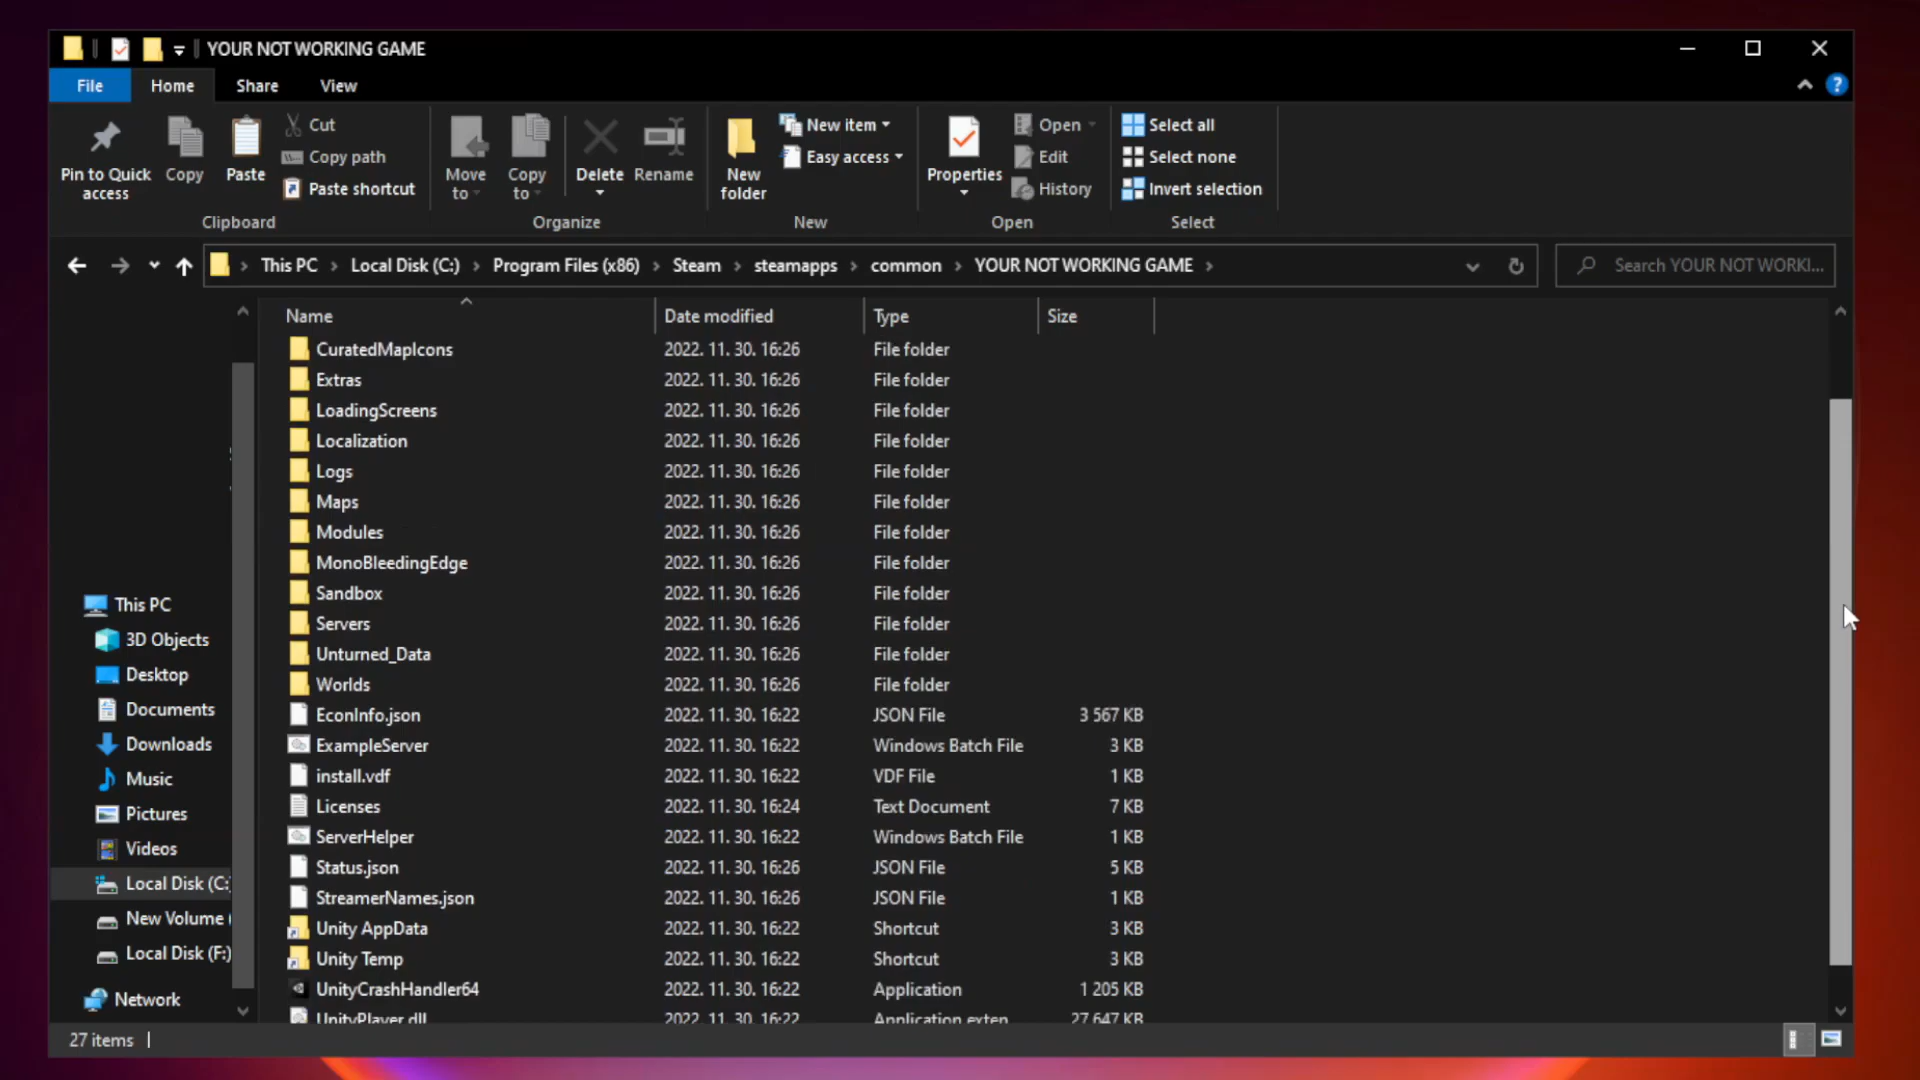 YOUR NOT WORKING GAME
File Home Share View
Pin to Quick access
Copy
Paste
Cut
Copy path
Paste shortcut
Clipboard
Move to
Copy to
Delete
Rename
Organize
New folder
New item
Easy access
New
Properties
Open
Edit
History
Open
Select all
Select none
Invert selection
Select
This PC > Local Disk (C:) > Program Files (x86) > Steam > steamapps > common > YOUR NOT WORKING GAME >
Search YOUR NOT WORKI...
This PC
3D Objects
Desktop
Documents
Downloads
Music
Pictures
Videos
Local Disk (C:)
New Volume (
Local Disk (F:)
Network
Name Date modified Type Size
CuratedMapIcons 2022. 11. 30. 16:26 File folder
Extras 2022. 11. 30. 16:26 File folder
LoadingScreens 2022. 11. 30. 16:26 File folder
Localization 2022. 11. 30. 16:26 File folder
Logs 2022. 11. 30. 16:26 File folder
Maps 2022. 11. 30. 16:26 File folder
Modules 2022. 11. 30. 16:26 File folder
MonoBleedingEdge 2022. 11. 30. 16:26 File folder
Sandbox 2022. 11. 30. 16:26 File folder
Servers 2022. 11. 30. 16:26 File folder
Unturned_Data 2022. 11. 30. 16:26 File folder
Worlds 2022. 11. 30. 16:26 File folder
EconInfo.json 2022. 11. 30. 16:22 JSON File 3 567 KB
ExampleServer 2022. 11. 30. 16:22 Windows Batch File 3 KB
install.vdf 2022. 11. 30. 16:22 VDF File 1 KB
Licenses 2022. 11. 30. 16:24 Text Document 7 KB
ServerHelper 2022. 11. 30. 16:22 Windows Batch File 1 KB
Status.json 2022. 11. 30. 16:26 JSON File 5 KB
StreamerNames.json 2022. 11. 30. 16:22 JSON File 1 KB
Unity AppData 2022. 11. 30. 16:22 Shortcut 3 KB
Unity Temp 2022. 11. 30. 16:22 Shortcut 3 KB
UnityCrashHandler64 2022. 11. 30. 16:22 Application 1 205 KB
UnityPlayer.dll 2022. 11. 30. 16:22 Application exten... 27 647 KB
27 items